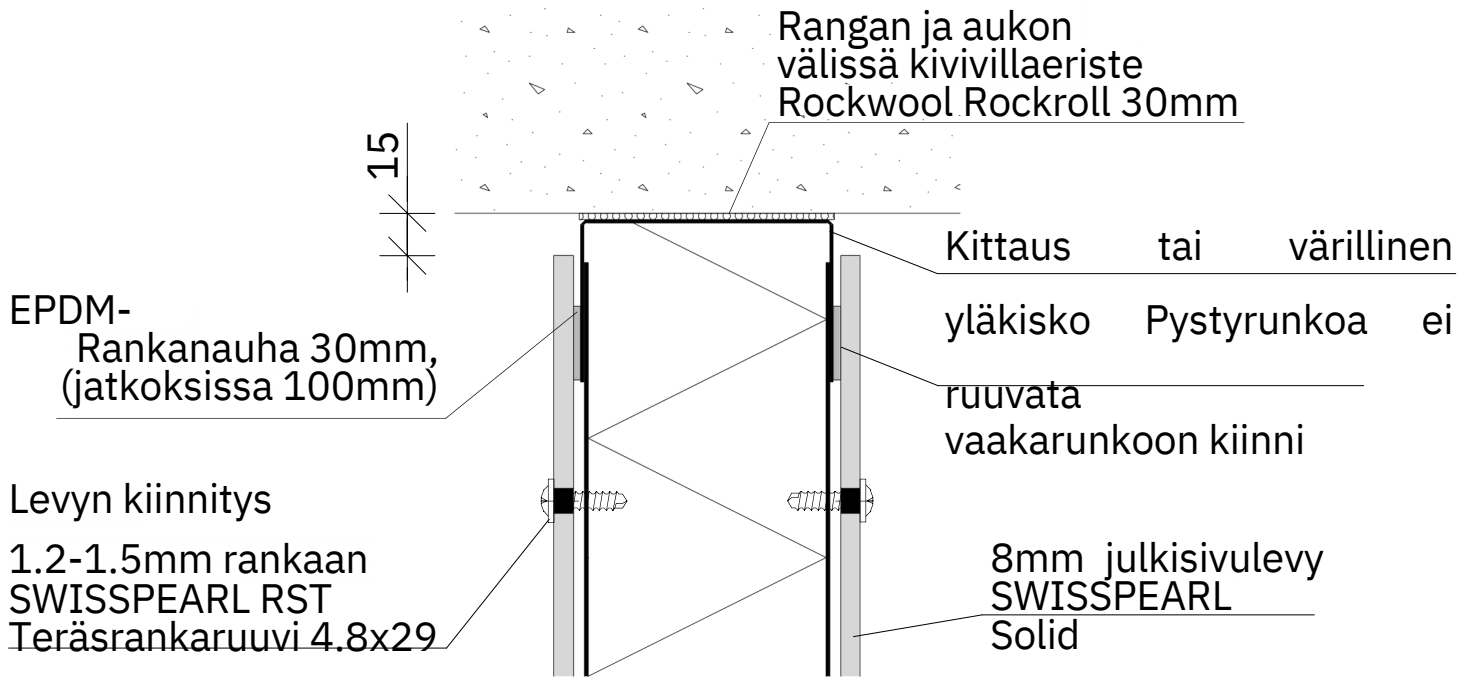 Rangan ja aukon
välissä kivivillaeriste
Rockwool Rockroll 30mm
15
Kittaus tai värillinen
yläkisko Pystyrunkoa ei
ruuvata
vaakarunkoon kiinni
EPDM-
Rankanauha 30mm,
(jatkoksissa 100mm)
Levyn kiinnitys
1.2-1.5mm rankaan
SWISSPEARL RST
Teräsrankaruuvi 4.8x29
8mm julkisivulevy
SWISSPEARL
Solid